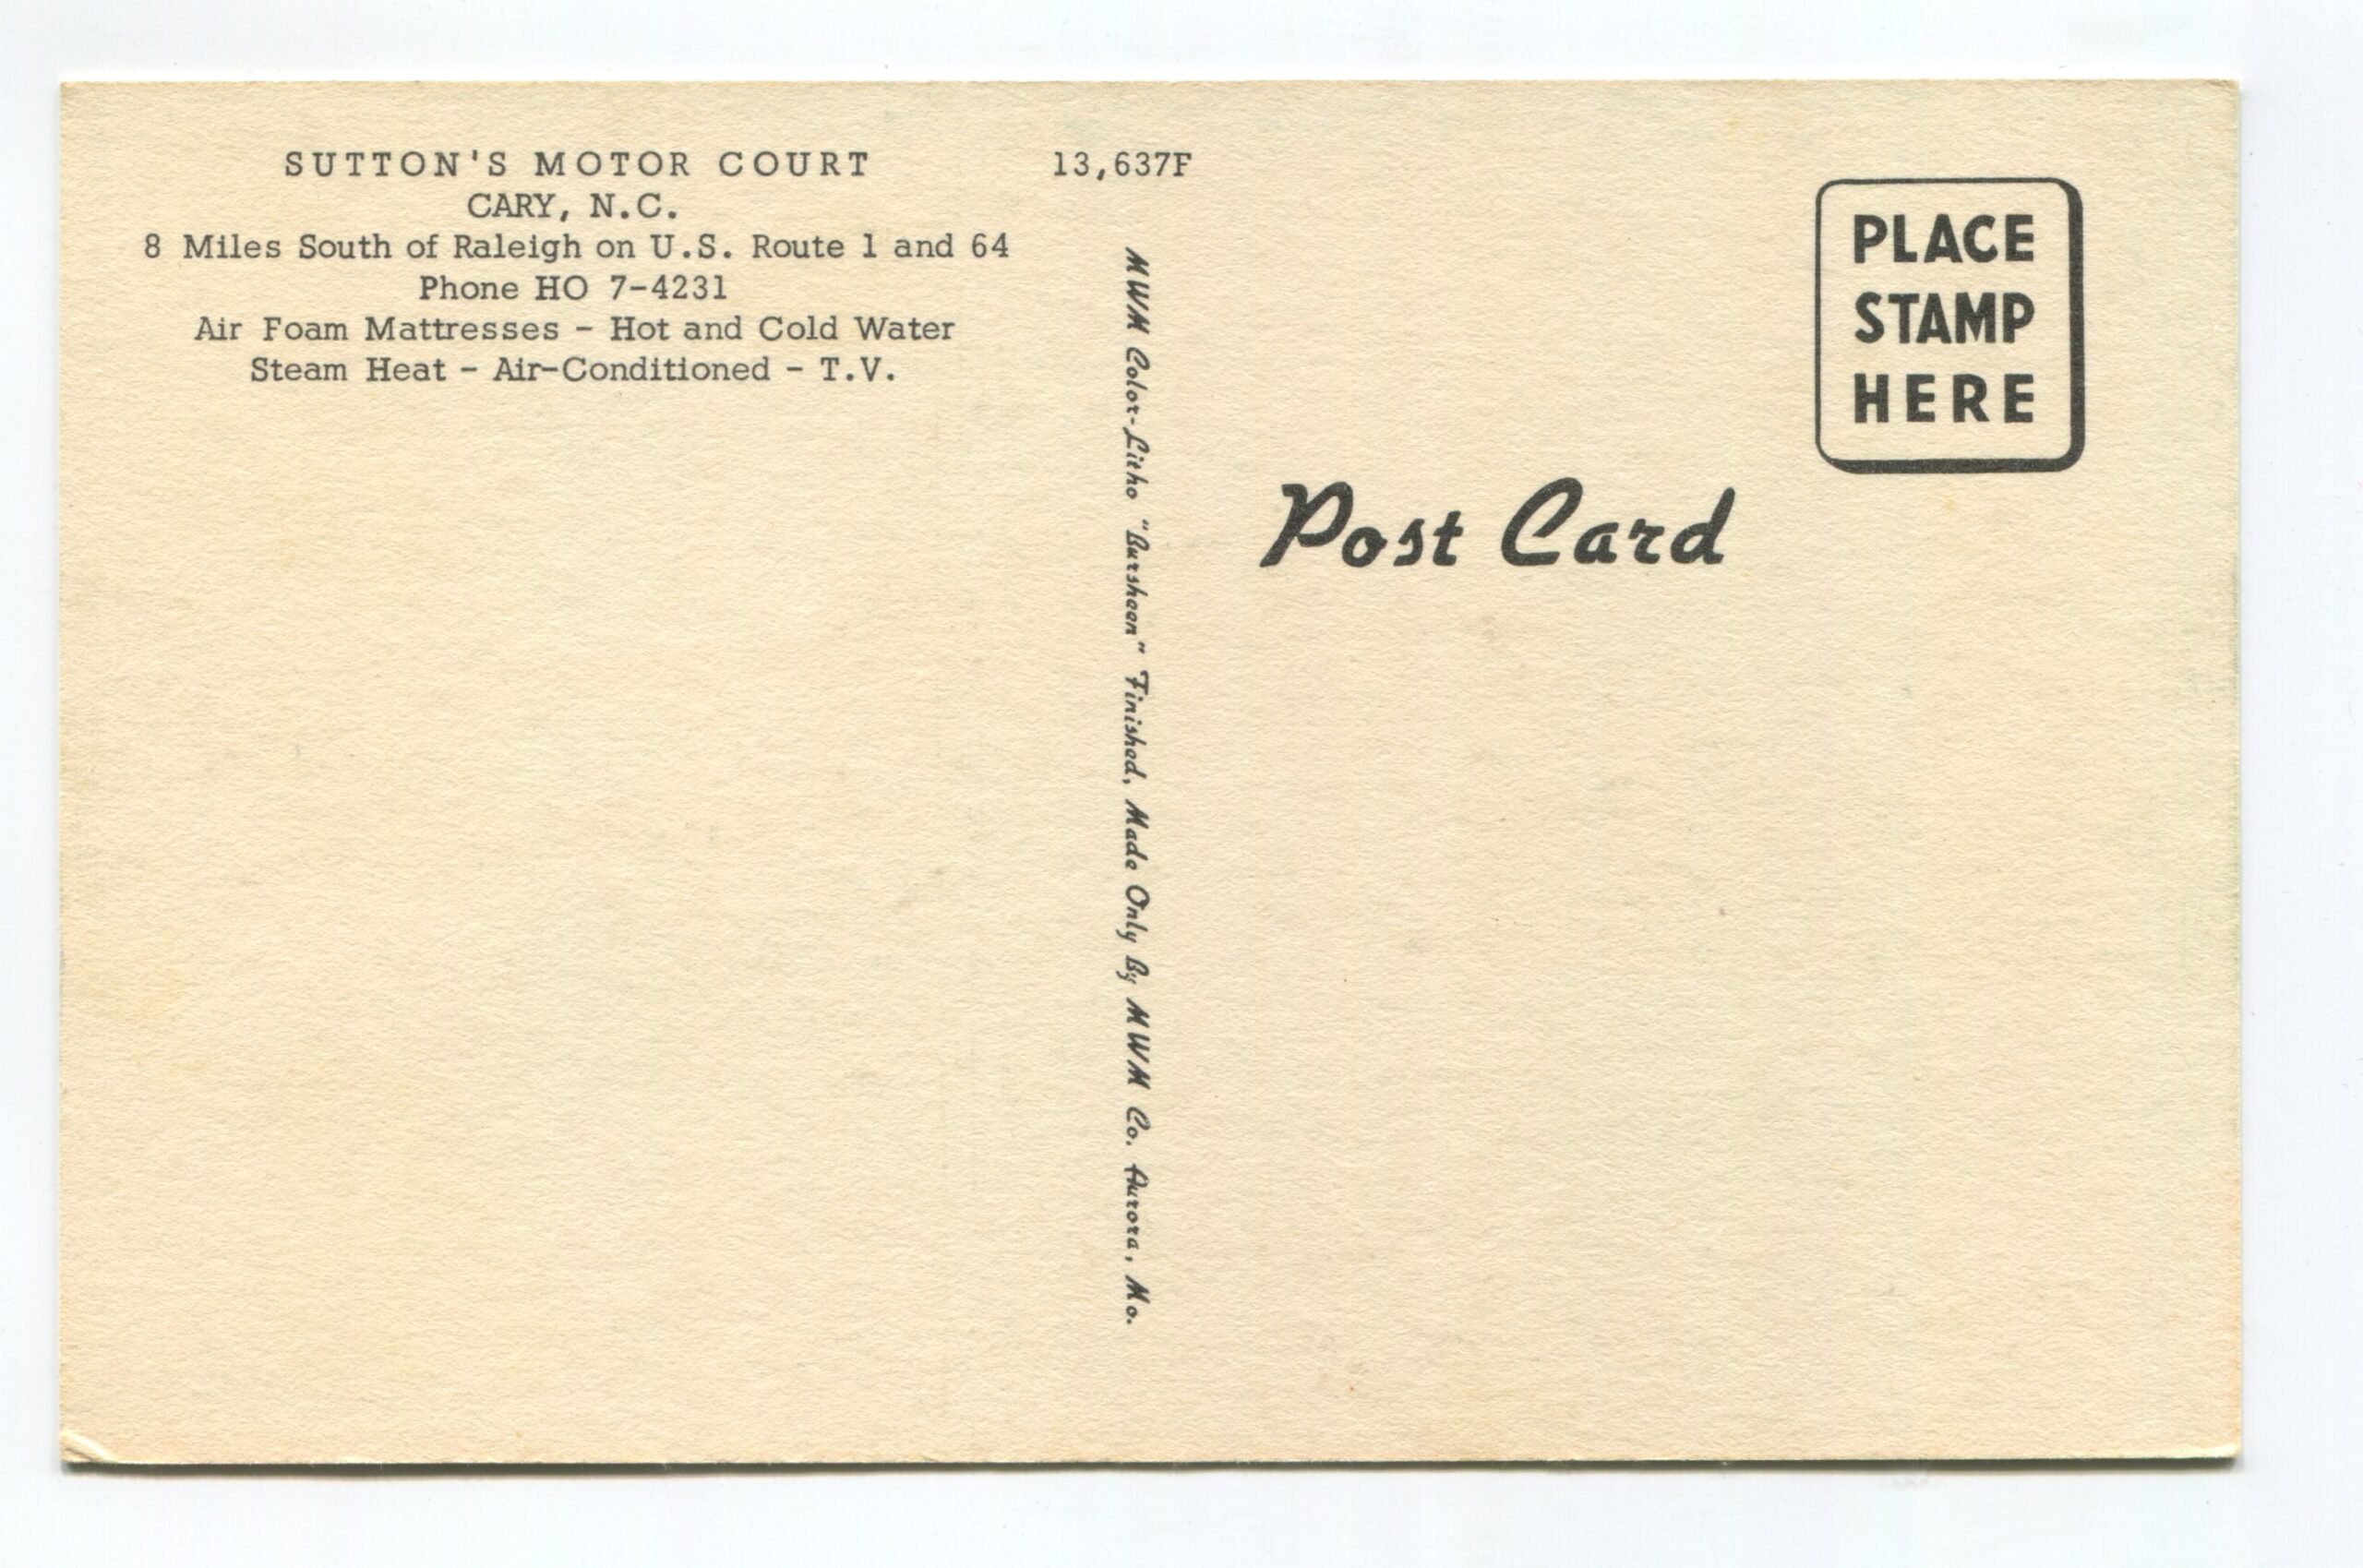 SUTTON'S MOTOR COURT
CARY, N.C.
8 Miles South of Raleigh on U.S. Route 1 and 64
Phone HO 7-4231
Air Foam Mattresses - Hot and Cold Water
Steam Heat - Air-Conditioned - T.V.
13,637F
MWM Color-Litho "Bursheen" Finished, Made Only By MWM Co. Aurora, Mo.
PLACE
STAMP
HERE
Post Card